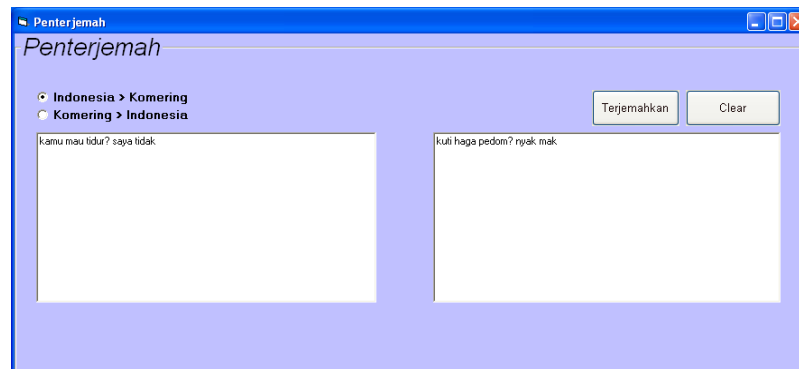 Penterjemah
Penterjemah
Indonesia > Komering
Komering > Indonesia
Terjemahkan
Clear
kamu mau tidur? saya tidak
kuti haga pedom? nyak mak